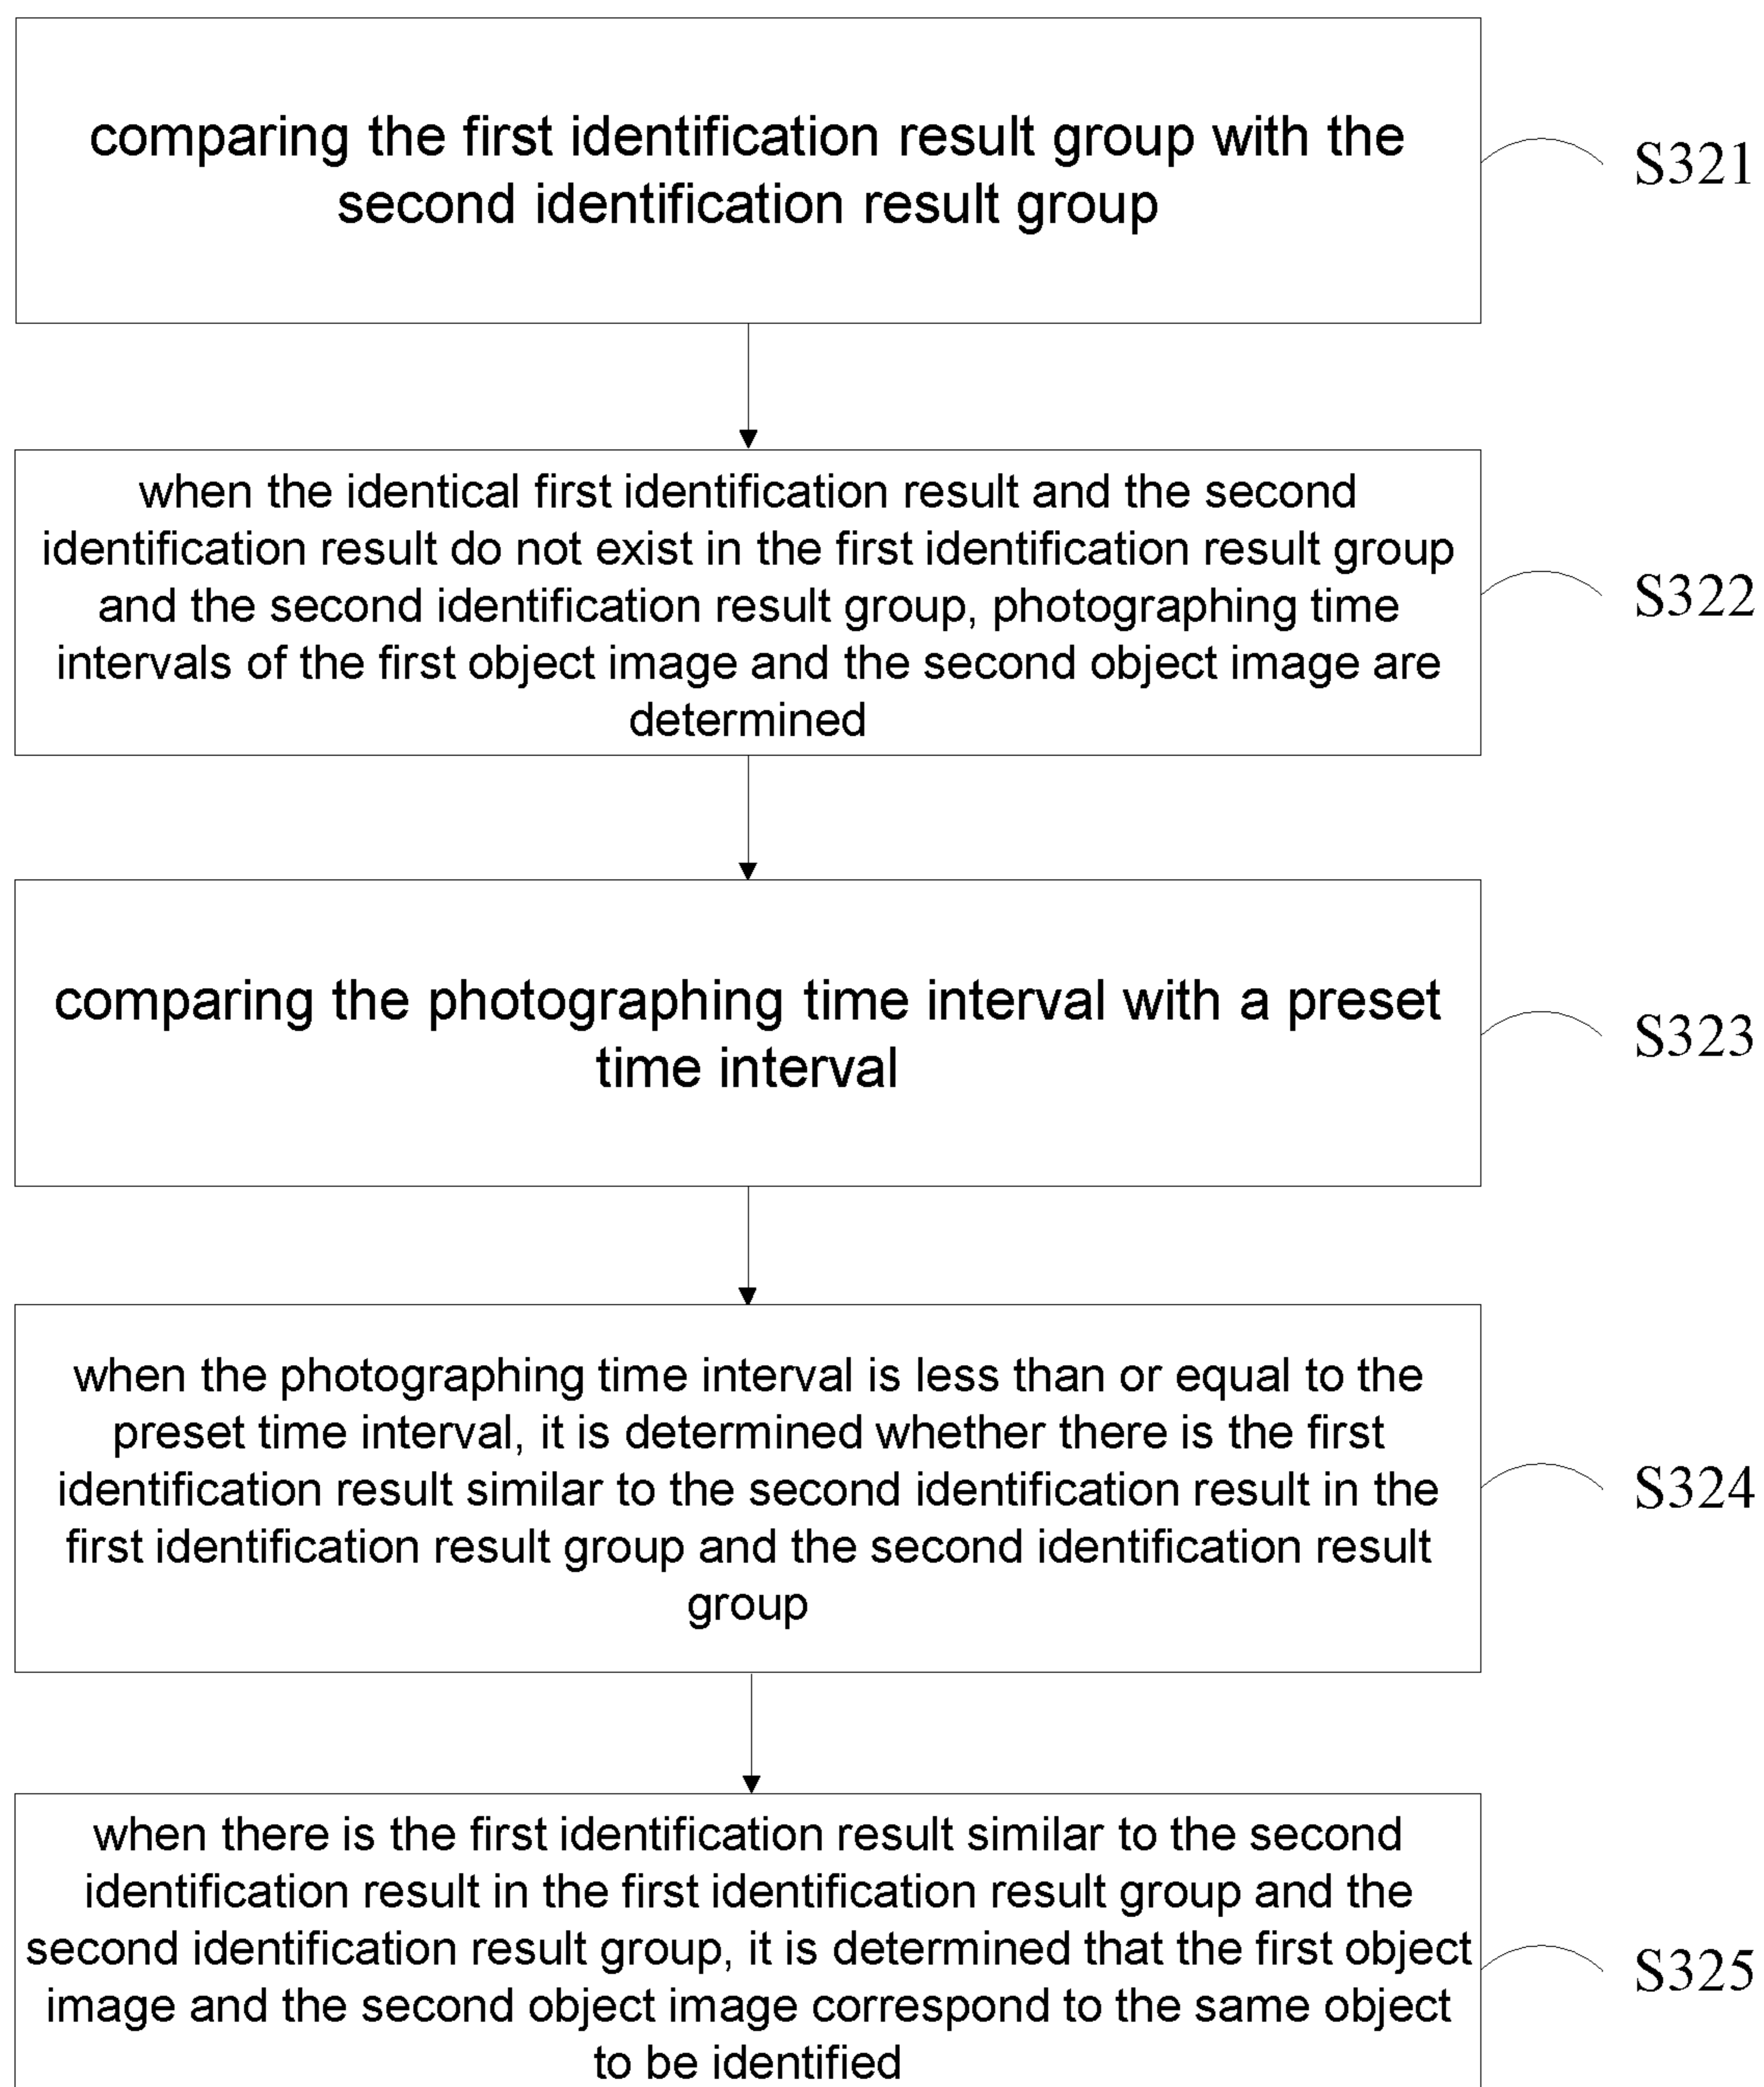 comparing the first identification result group with the
second identification result group
S321
when the identical first identification result and the second
identification result do not exist in the first identification result group
and the second identification result group, photographing time
intervals of the first object image and the second object image are
determined
S322
comparing the photographing time interval with a preset
time interval
S323
when the photographing time interval is less than or equal to the
preset time interval, it is determined whether there is the first
identification result similar to the second identification result in the
first identification result group and the second identification result
group
S324
when there is the first identification result similar to the second
identification result in the first identification result group and the
second identification result group, it is determined that the first object
image and the second object image correspond to the same object
to be identified
S325